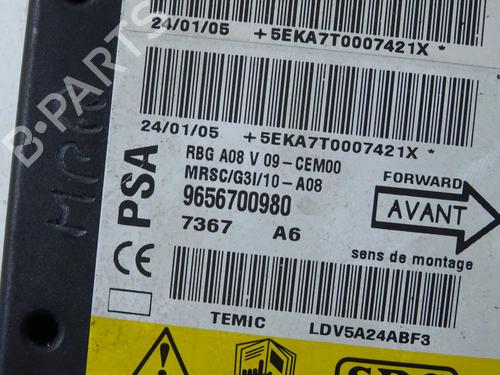 24/01/05 +5EKA7T0007421X *
24/01/05 +5EKA7T0007421X *
RBG A08 V 09-CEM00
MRSC/G3I/10-A08
9656700980
7367 A6
PSA
CE
FORWARD
AVANT
sens de montage
TEMIC LDV5A24ABF3
B-PARTS